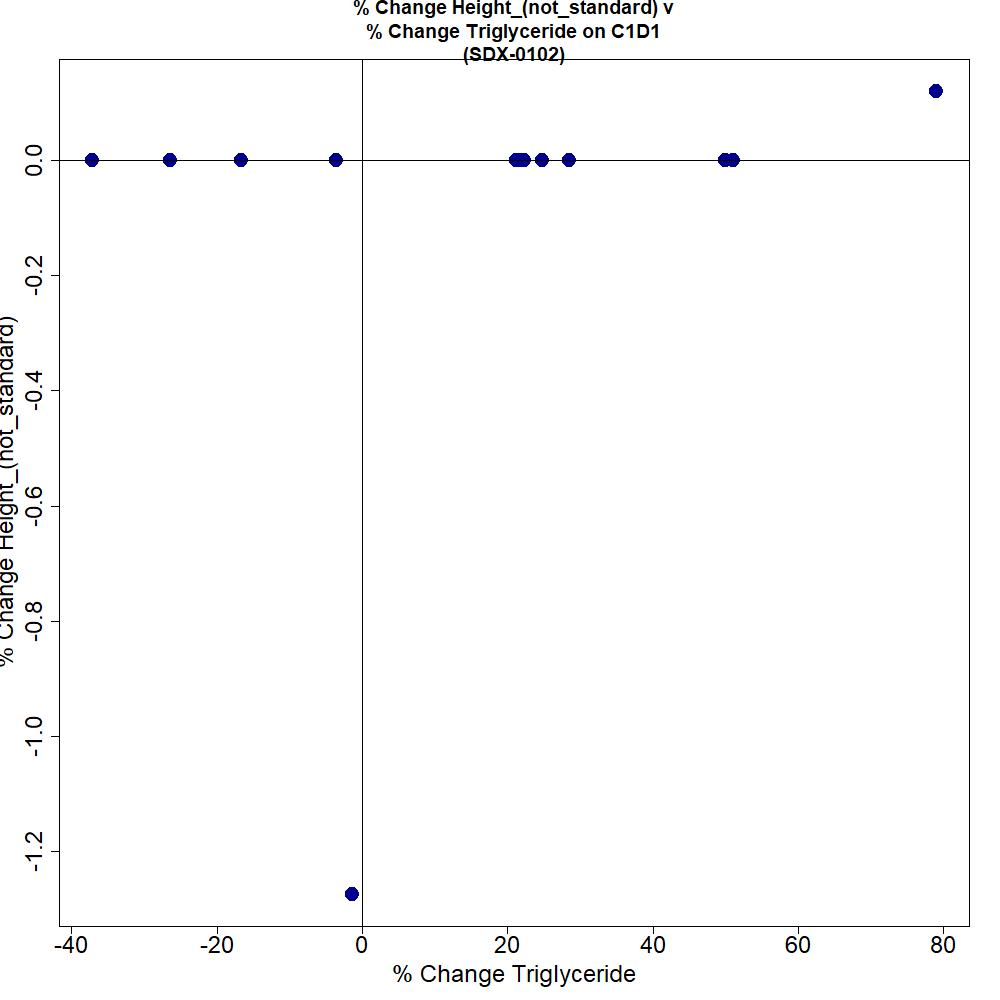 % Change Height_(not_standard) v
% Change Triglyceride on C1D1
(SDX-0102)
% Change Height_(not_standard)
0.0
-0.2
-0.4
-0.6
-0.8
-1.0
-1.2
-40
-20
0
20
40
60
80
% Change Triglyceride